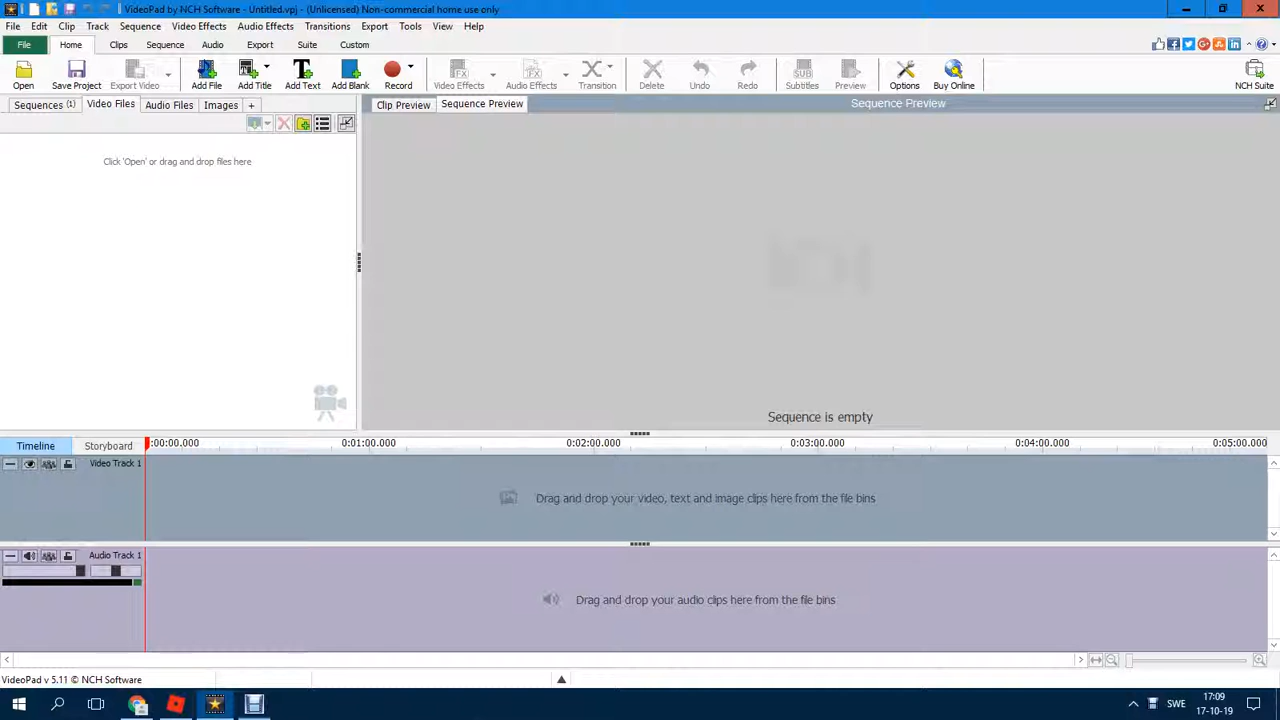 VideoPad by NCH Software - Untitled.vpj - (Unlicensed) Non-commercial home use only
File Edit Clip Track Sequence Video Effects Audio Effects Transitions Export Tools View Help
File Home Clips Sequence Audio Export Suite Custom
Open Save Project Export Video Add File Add Title Add Text Add Blank Record Video Effects Audio Effects Transition Delete Undo Redo Subtitles Preview Options Buy Online NCH Suite
Sequences (1) Video Files Audio Files Images + Clip Preview Sequence Preview Sequence Preview
Click 'Open' or drag and drop files here
Sequence is empty
Timeline Storyboard :00:00.000 0:01:00.000 0:02:00.000 0:03:00.000 0:04:00.000 0:05:00.000
Video Track 1
Drag and drop your video, text and image clips here from the file bins
Audio Track 1
Drag and drop your audio clips here from the file bins
VideoPad v 5.11 © NCH Software
SWE
17:09
17-10-19